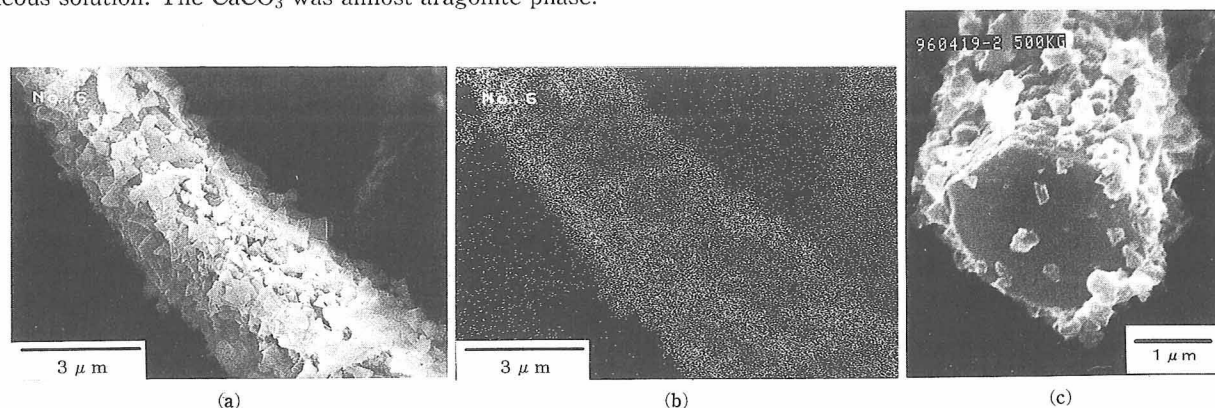 eous solution. The CaCO₃ was almost aragonite phase.
No. 6
3 μm
(a)
No. 6
3 μm
(b)
960419-2 500KG
1 μm
(c)